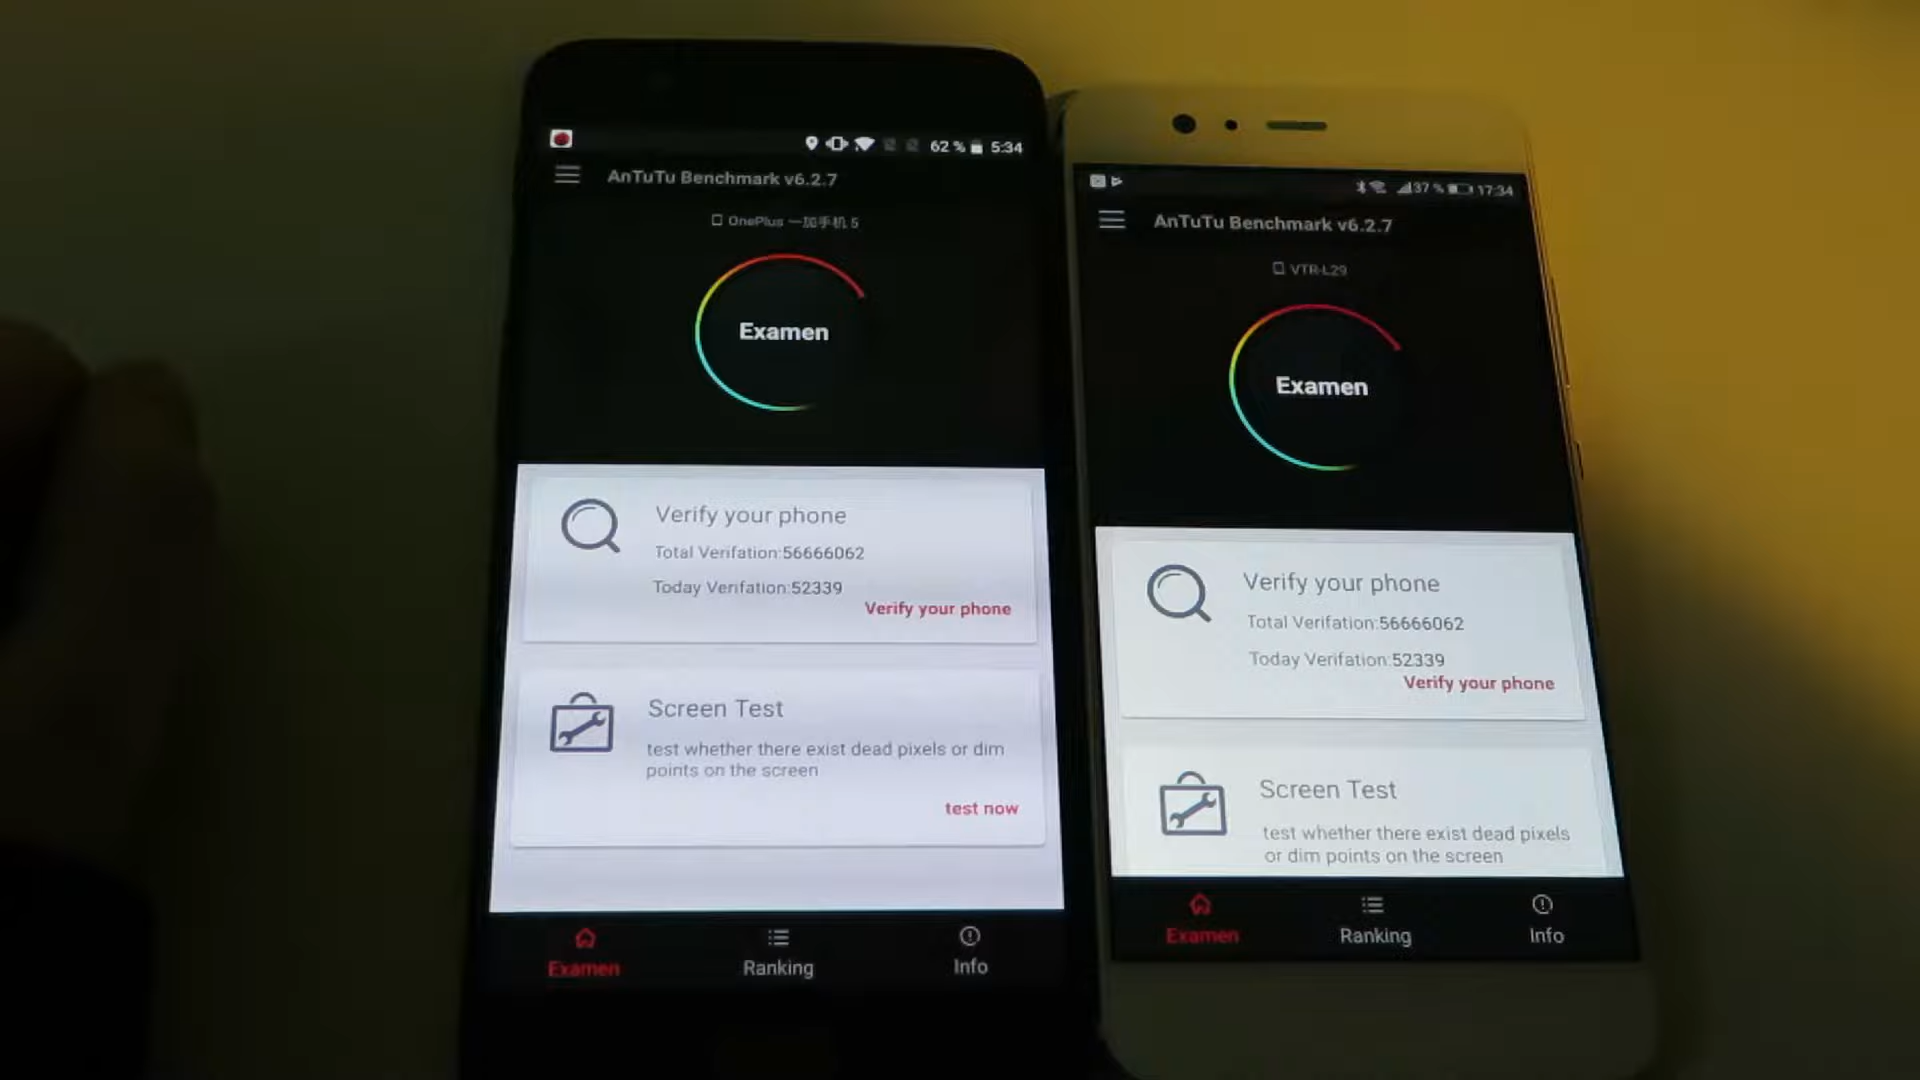 62 % 5:34
AnTuTu Benchmark v6.2.7
OnePlus 一加手机 5
Examen
Verify your phone
Total Verifation:56666062
Today Verifation:52339
Verify your phone
Screen Test
test whether there exist dead pixels or dim
points on the screen
test now
Examen
Ranking
Info
37 % 17:34
AnTuTu Benchmark v6.2.7
VTR-L29
Examen
Verify your phone
Total Verifation:56666062
Today Verifation:52339
Verify your phone
Screen Test
test whether there exist dead pixels
or dim points on the screen
Examen
Ranking
Info